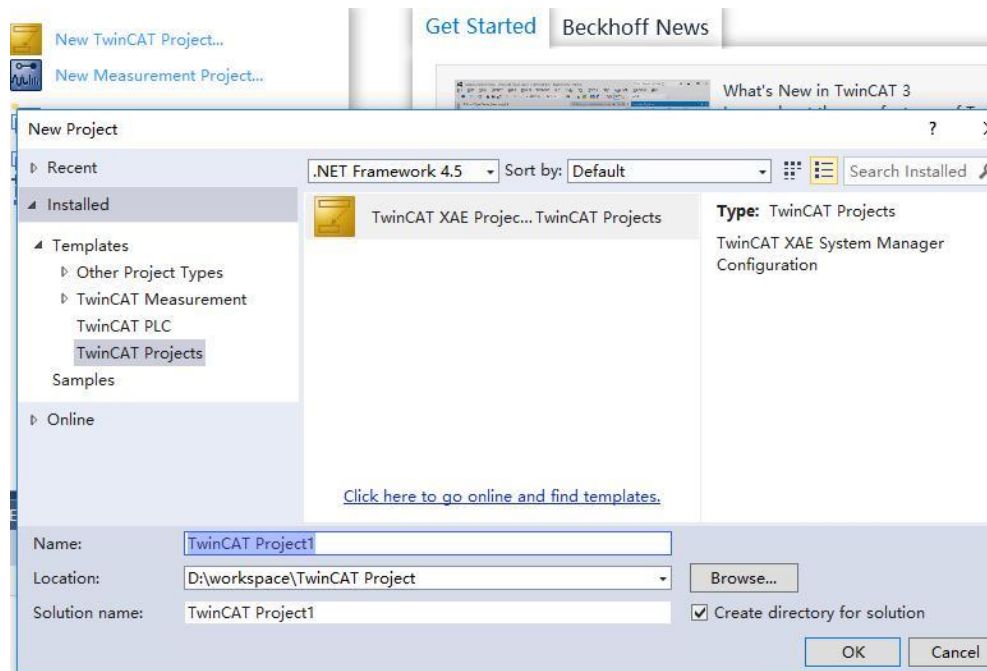 New TwinCAT Project...
New Measurement Project...
Get Started
Beckhoff News
What's New in TwinCAT 3
New Project
?
Recent
.NET Framework 4.5
Sort by:
Default
Search Installed
Installed
TwinCAT XAE Projec... TwinCAT Projects
Type: TwinCAT Projects
TwinCAT XAE System Manager
Configuration
Templates
Other Project Types
TwinCAT Measurement
TwinCAT PLC
TwinCAT Projects
Samples
Online
Click here to go online and find templates.
Name:
TwinCAT Project1
Location:
D:\workspace\TwinCAT Project
Browse...
Solution name:
TwinCAT Project1
Create directory for solution
OK
Cancel